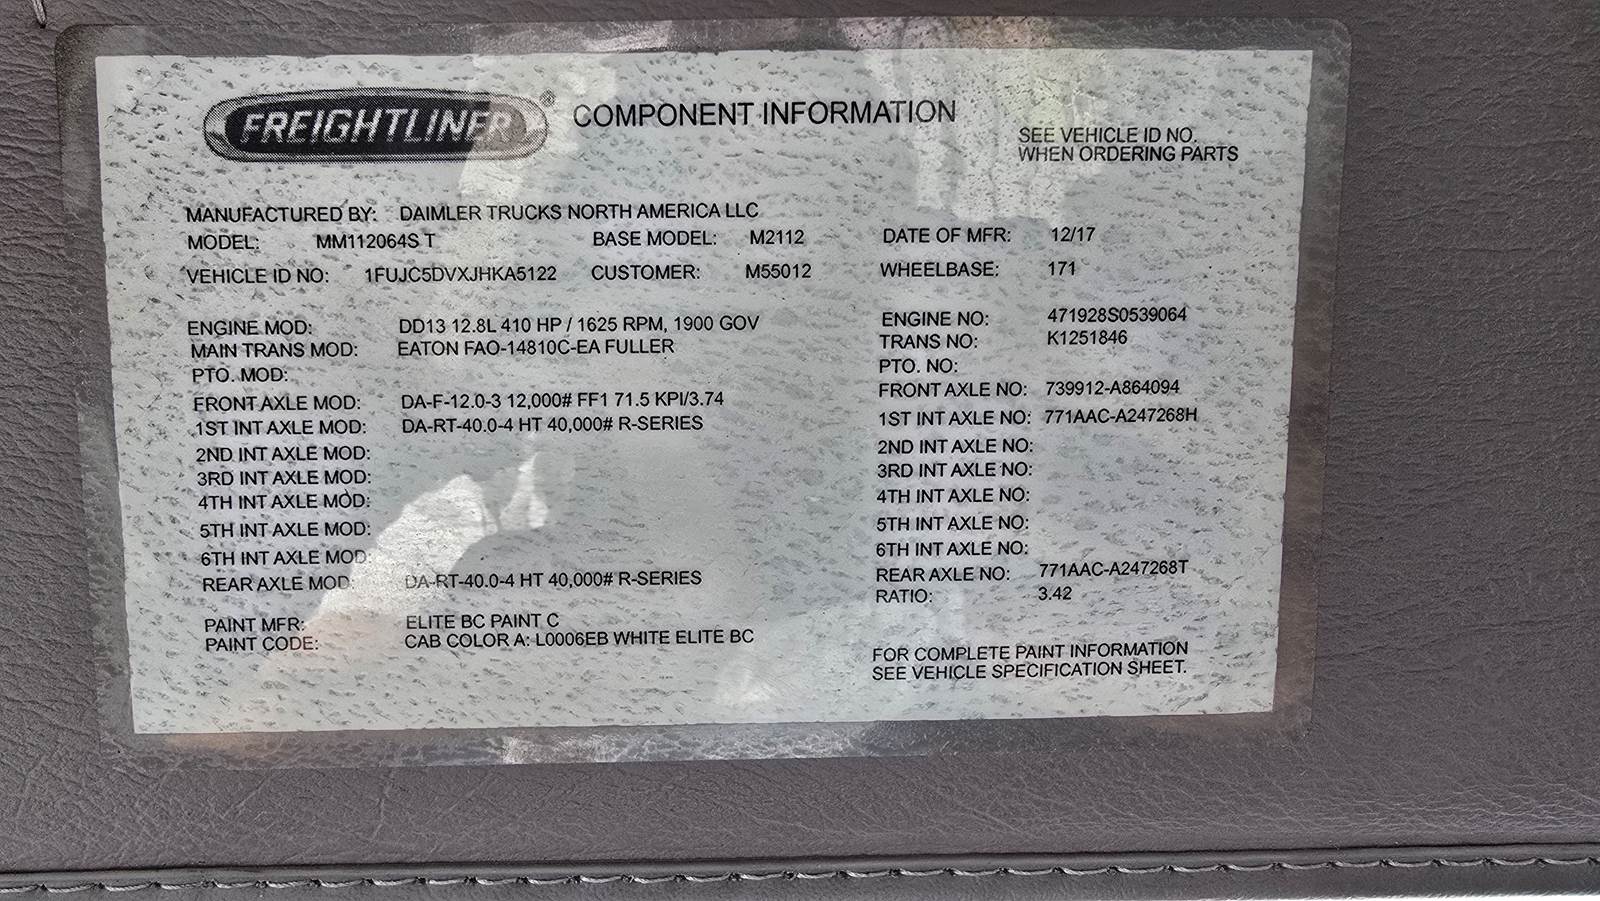 FREIGHTLINER ® COMPONENT INFORMATION
SEE VEHICLE ID NO.
WHEN ORDERING PARTS
MANUFACTURED BY: DAIMLER TRUCKS NORTH AMERICA LLC
MODEL: MM112064S T BASE MODEL: M2112 DATE OF MFR: 12/17
VEHICLE ID NO: 1FUJC5DVXJHKA5122 CUSTOMER: M55012 WHEELBASE: 171
ENGINE MOD: DD13 12.8L 410 HP / 1625 RPM, 1900 GOV ENGINE NO: 471928S0539064
MAIN TRANS MOD: EATON FAO-14810C-EA FULLER TRANS NO: K1251846
PTO. MOD: PTO. NO:
FRONT AXLE MOD: DA-F-12.0-3 12,000# FF1 71.5 KPI/3.74 FRONT AXLE NO: 739912-A864094
1ST INT AXLE MOD: DA-RT-40.0-4 HT 40,000# R-SERIES 1ST INT AXLE NO: 771AAC-A247268H
2ND INT AXLE MOD: 2ND INT AXLE NO:
3RD INT AXLE MOD: 3RD INT AXLE NO:
4TH INT AXLE MOD: 4TH INT AXLE NO:
5TH INT AXLE MOD: 5TH INT AXLE NO:
6TH INT AXLE MOD: 6TH INT AXLE NO:
REAR AXLE MOD: DA-RT-40.0-4 HT 40,000# R-SERIES REAR AXLE NO: 771AAC-A247268T
RATIO: 3.42
PAINT MFR: ELITE BC PAINT C
PAINT CODE: CAB COLOR A: L0006EB WHITE ELITE BC
FOR COMPLETE PAINT INFORMATION
SEE VEHICLE SPECIFICATION SHEET.